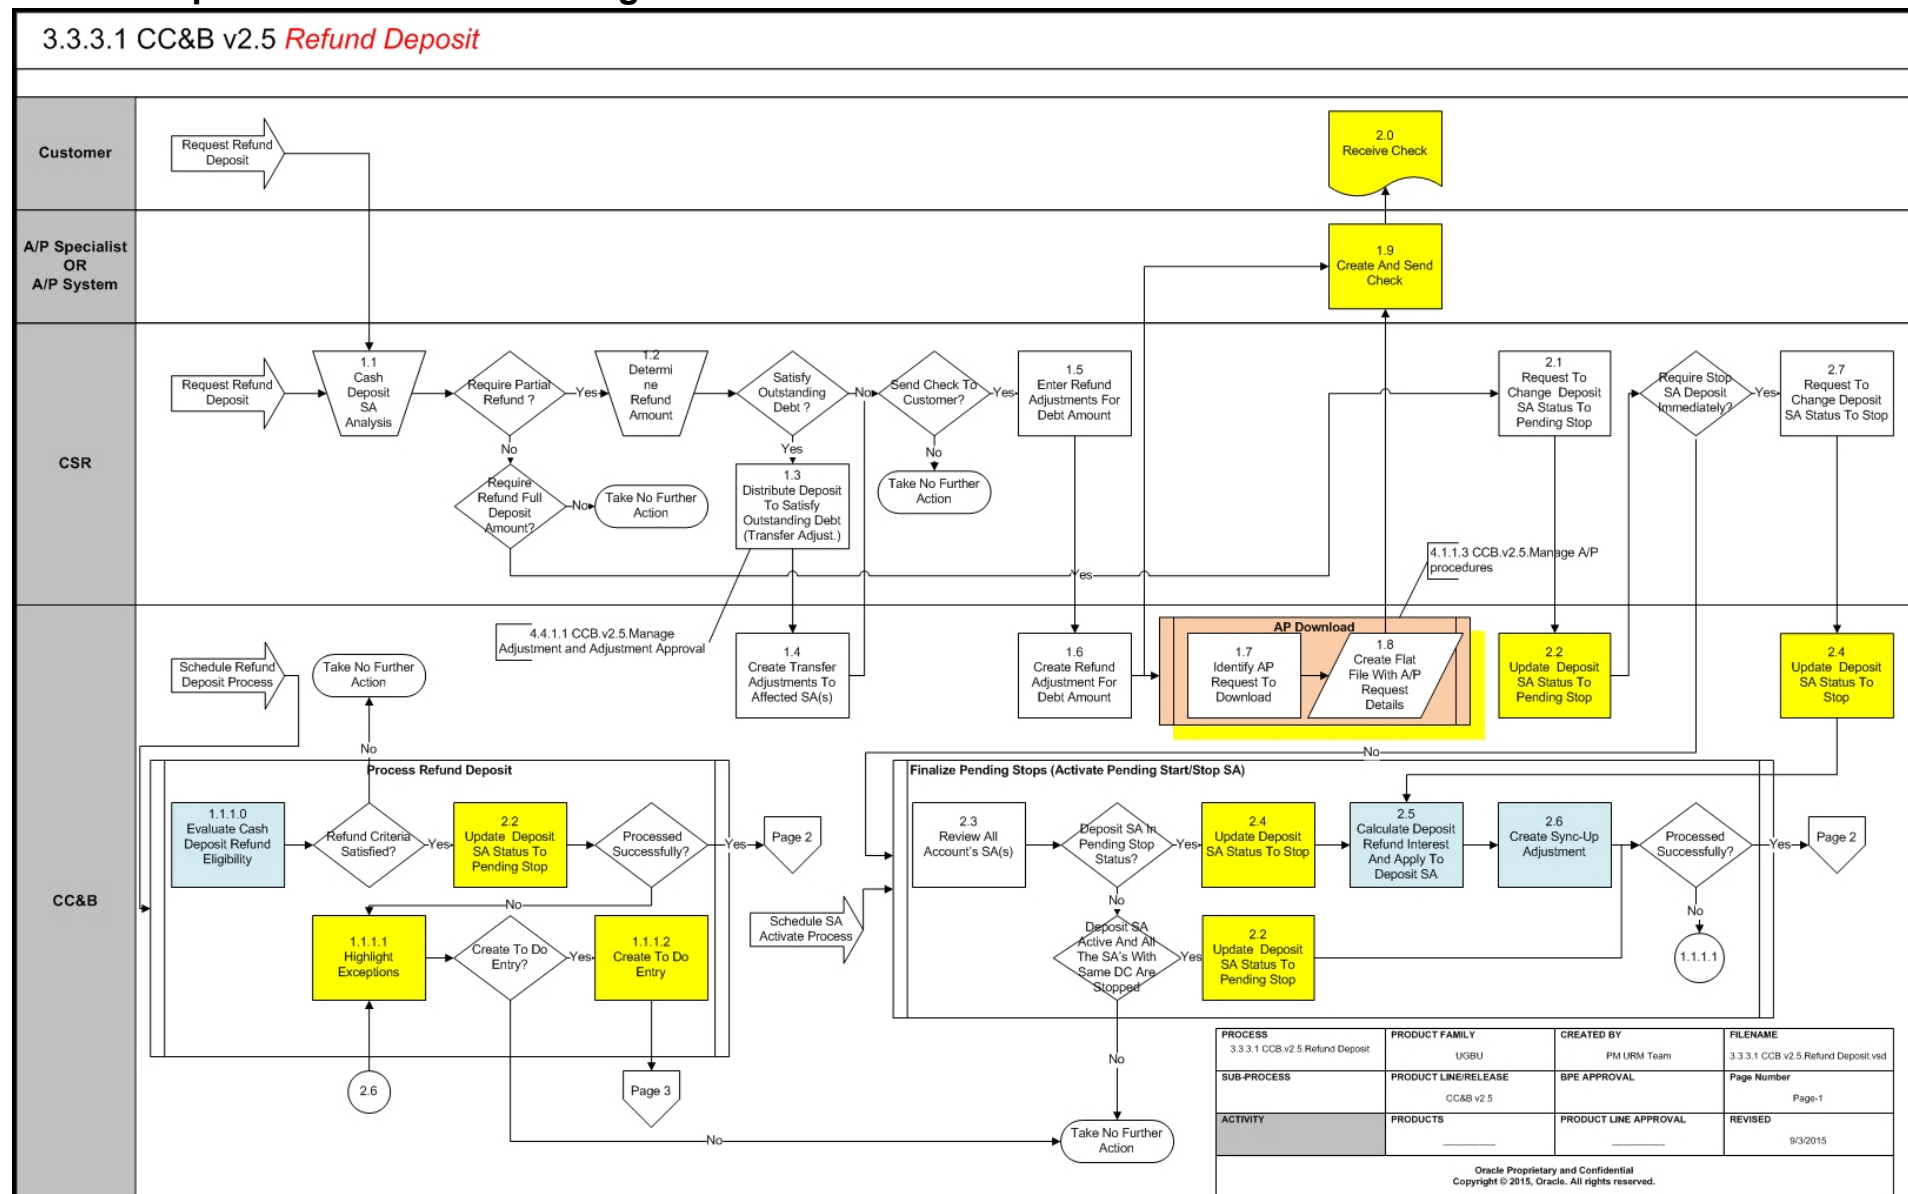 3.3.3.1 CC&B v2.5 Refund Deposit
Customer
Request Refund
Deposit
2.0
Receive Check
A/P Specialist
OR
A/P System
1.9
Create And Send
Check
CSR
Request Refund
Deposit
1.1
Cash
Deposit
SA
Analysis
Require Partial
Refund ?
Yes
1.2
Determi
ne
Refund
Amount
Satisfy
Outstanding
Debt ?
No
Send Check To
Customer?
Yes
1.5
Enter Refund
Adjustments For
Debt Amount
2.1
Request To
Change Deposit
SA Status To
Pending Stop
Require Stop
SA Deposit
Immediately?
Yes
2.7
Request To
Change Deposit
SA Status To Stop
No
Yes
No
Require
Refund Full
Deposit
Amount?
No
Take No Further
Action
1.3
Distribute Deposit
To Satisfy
Outstanding Debt
(Transfer Adjust.)
Take No Further
Action
Yes
4.1.1.3 CCB.v2.5.Manage A/P
procedures
CC&B
Schedule Refund
Deposit Process
Take No Further
Action
4.4.1.1 CCB.v2.5.Manage
Adjustment and Adjustment Approval
1.4
Create Transfer
Adjustments To
Affected SA(s)
1.6
Create Refund
Adjustment For
Debt Amount
AP Download
1.7
Identify AP
Request To
Download
1.8
Create Flat
File With A/P
Request
Details
2.2
Update Deposit
SA Status To
Pending Stop
2.4
Update Deposit
SA Status To
Stop
No
No
Process Refund Deposit
1.1.1.0
Evaluate Cash
Deposit Refund
Eligibility
Refund Criteria
Satisfied?
Yes
2.2
Update Deposit
SA Status To
Pending Stop
Processed
Successfully?
Yes
Page 2
No
1.1.1.1
Highlight
Exceptions
Create To Do
Entry?
Yes
1.1.1.2
Create To Do
Entry
2.6
Page 3
No
Schedule SA
Activate Process
Finalize Pending Stops (Activate Pending Start/Stop SA)
2.3
Review All
Account's SA(s)
Deposit SA In
Pending Stop
Status?
Yes
2.4
Update Deposit
SA Status To Stop
2.5
Calculate Deposit
Refund Interest
And Apply To
Deposit SA
2.6
Create Sync-Up
Adjustment
Processed
Successfully?
Yes
Page 2
No
Deposit SA
Active And All
The SA's With
Same DC Are
Stopped
Yes
2.2
Update Deposit
SA Status To
Pending Stop
No
1.1.1.1
No
Take No Further
Action
PROCESS
3.3.3.1 CCB.v2.5.Refund Deposit
PRODUCT FAMILY
UGBU
CREATED BY
PM URM Team
FILENAME
3.3.3.1 CCB.v2.5.Refund Deposit.vsd
SUB-PROCESS
PRODUCT LINE/RELEASE
CC&B v2.5
BPE APPROVAL
Page Number
Page-1
ACTIVITY
PRODUCTS
PRODUCT LINE APPROVAL
REVISED
9/3/2015
Oracle Proprietary and Confidential
Copyright © 2015, Oracle. All rights reserved.